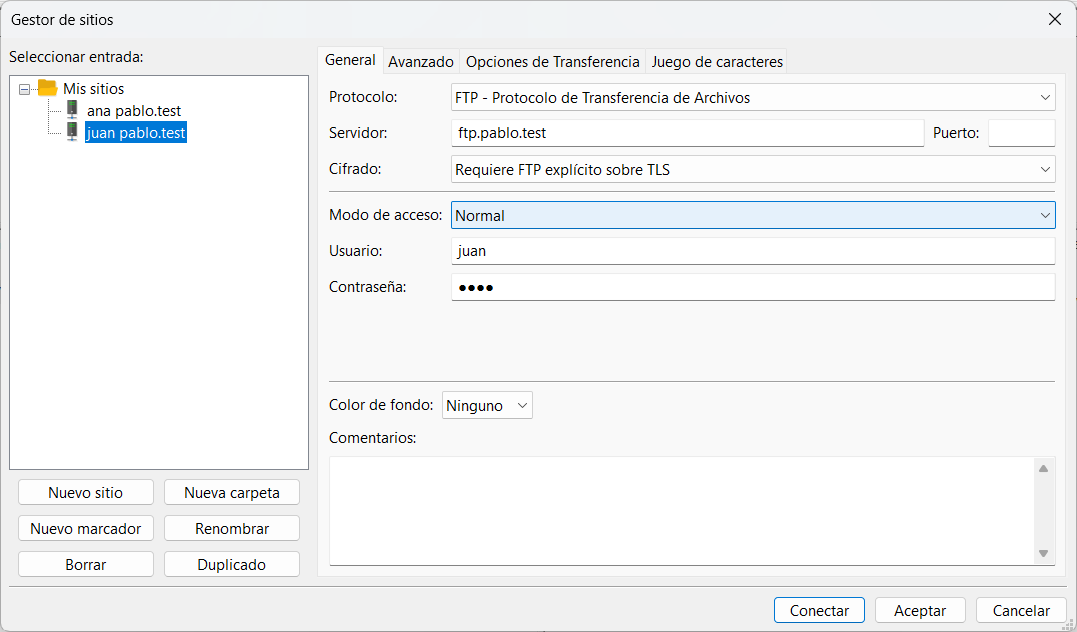 Gestor de sitios
Seleccionar entrada:
Mis sitios
ana pablo.test
juan pablo.test
Nuevo sitio Nueva carpeta
Nuevo marcador Renombrar
Borrar Duplicado
General Avanzado Opciones de Transferencia Juego de caracteres
Protocolo: FTP - Protocolo de Transferencia de Archivos
Servidor: ftp.pablo.test Puerto:
Cifrado: Requiere FTP explícito sobre TLS
Modo de acceso: Normal
Usuario: juan
Contraseña: ●●●●
Color de fondo: Ninguno
Comentarios:
Conectar Aceptar Cancelar